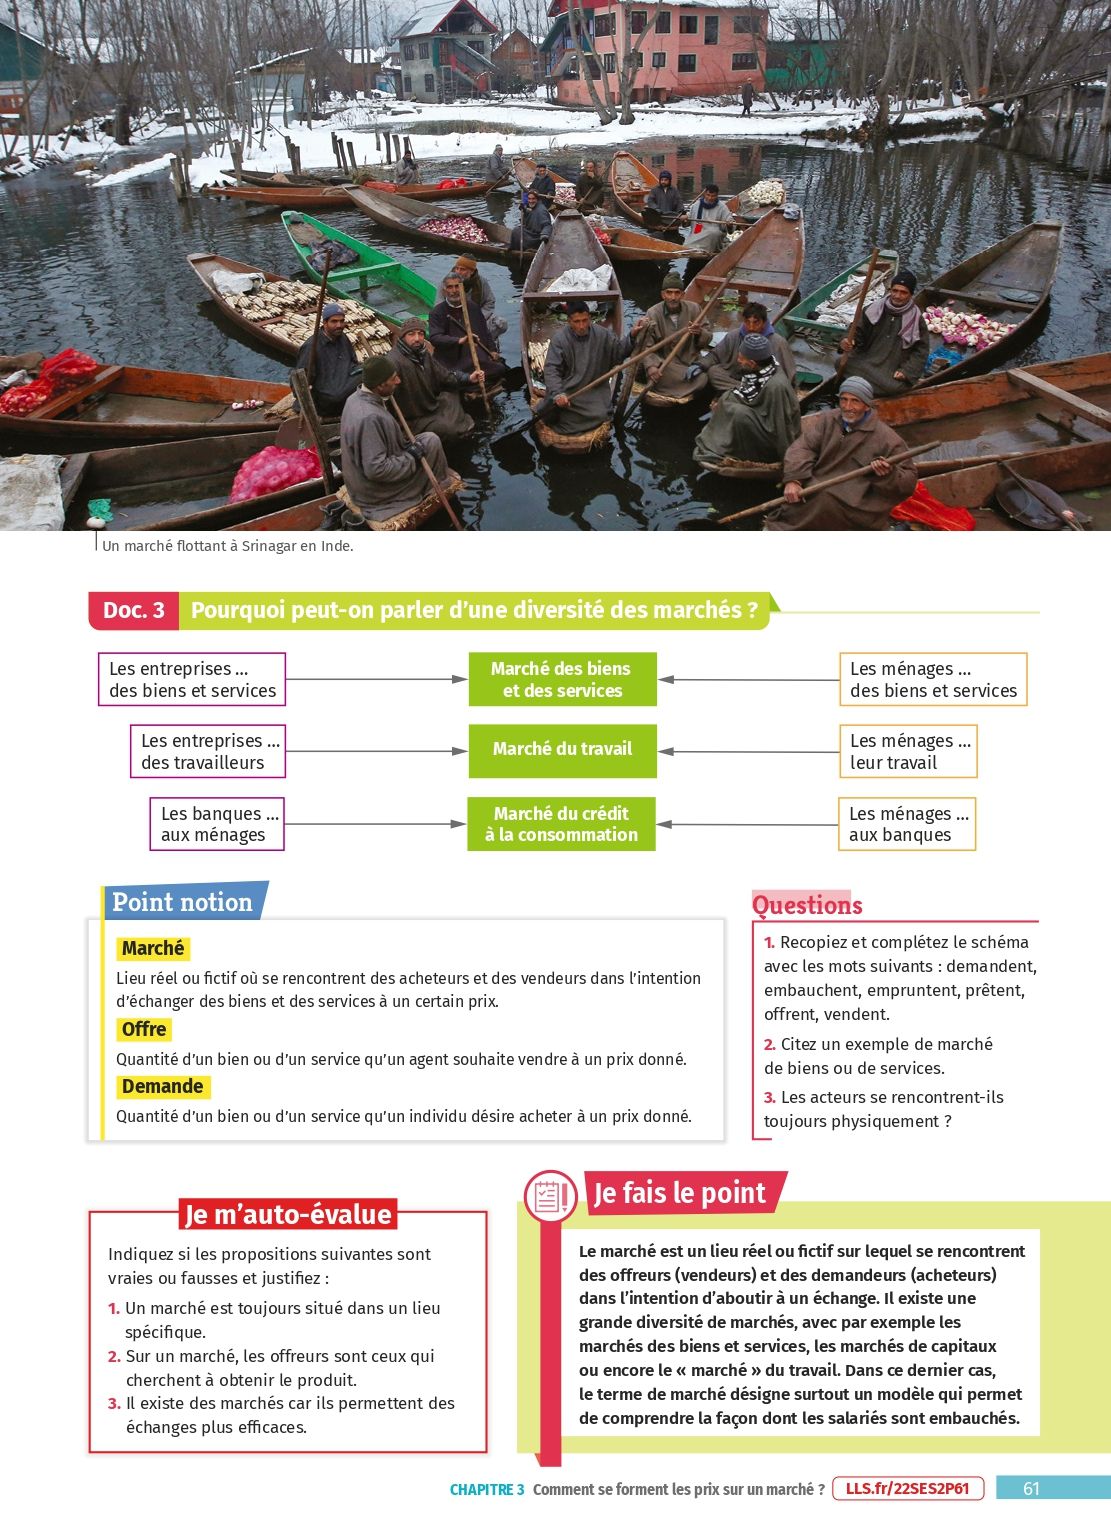 Un marché flottant à Srinagar en Inde.
Doc. 3 Pourquoi peut-on parler d’une diversité des marchés ?
Les entreprises ...
des biens et services
Marché des biens
et des services
Les ménages ...
des biens et services
Les entreprises ...
des travailleurs
Marché du travail
Les ménages ...
leur travail
Les banques ...
aux ménages
Marché du crédit
à la consommation
Les ménages ...
aux banques
Point notion
Marché
Lieu réel ou fictif où se rencontrent des acheteurs et des vendeurs dans l’intention
d’échanger des biens et des services à un certain prix.
Offre
Quantité d’un bien ou d’un service qu’un agent souhaite vendre à un prix donné.
Demande
Quantité d’un bien ou d’un service qu’un individu désire acheter à un prix donné.
Questions
1. Recopiez et complétez le schéma
avec les mots suivants : demandent,
embauchent, empruntent, prêtent,
offrent, vendent.
2. Citez un exemple de marché
de biens ou de services.
3. Les acteurs se rencontrent-ils
toujours physiquement ?
Je m’auto-évalue
Indiquez si les propositions suivantes sont
vraies ou fausses et justifiez :
1. Un marché est toujours situé dans un lieu
spécifique.
2. Sur un marché, les offreurs sont ceux qui
cherchent à obtenir le produit.
3. Il existe des marchés car ils permettent des
échanges plus efficaces.
Je fais le point
Le marché est un lieu réel ou fictif sur lequel se rencontrent
des offreurs (vendeurs) et des demandeurs (acheteurs)
dans l’intention d’aboutir à un échange. Il existe une
grande diversité de marchés, avec par exemple les
marchés des biens et services, les marchés de capitaux
ou encore le « marché » du travail. Dans ce dernier cas,
le terme de marché désigne surtout un modèle qui permet
de comprendre la façon dont les salariés sont embauchés.
CHAPITRE 3 Comment se forment les prix sur un marché ? LLS.fr/22SES2P61 61